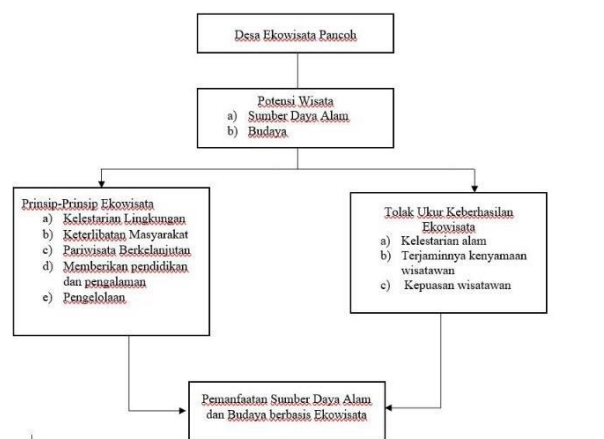 Desa Ekowisata Pancoh
Potensi Wisata
a) Sumber Daya Alam
b) Budaya
Prinsip-Prinsip Ekowisata
a) Kelestarian Lingkungan
b) Keterlibatan Masyarakat
c) Pariwisata Berkelanjutan
d) Memberikan pendidikan
dan pengalaman
e) Pengelolaan
Tolak Ukur Keberhasilan
Ekowisata
a) Kelestarian alam
b) Terjaminnya kenyamaan
wisatawan
c) Kepuasan wisatawan
Pemanfaatan Sumber Daya Alam
dan Budaya berbasis Ekowisata